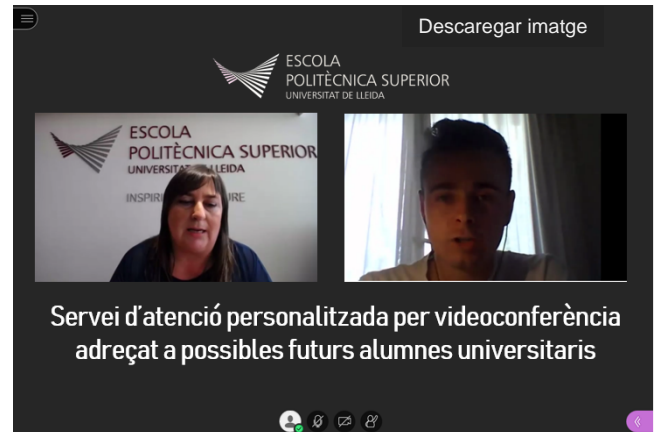 Descaregar imatge
ESCOLA
POLITÈCNICA SUPERIOR
UNIVERSITAT DE LLEIDA
ESCOLA
POLITÈCNICA SUPERIOR
LLEIDA
Servei d'atenció personalitzada per videoconferència
adreçat a possibles futurs alumnes universitaris